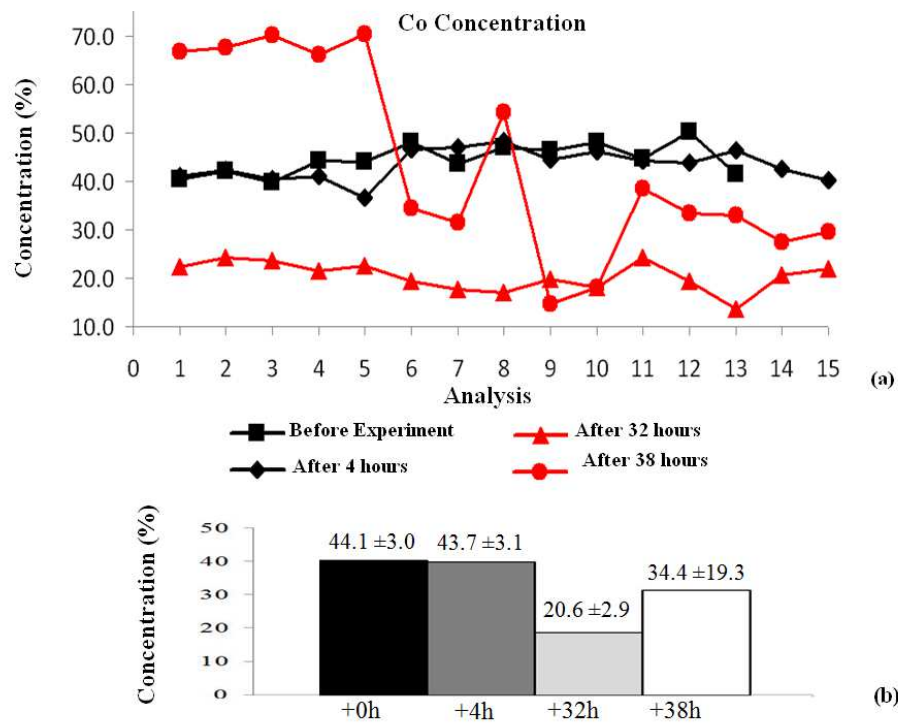 Co Concentration
Concentration (%)
70.0
60.0
50.0
40.0
30.0
20.0
10.0
0 1 2 3 4 5 6 7 8 9 10 11 12 13 14 15
Analysis
(a)
Before Experiment
After 32 hours
After 4 hours
After 38 hours
Concentration (%)
50
40
30
20
10
0
44.1 ±3.0
43.7 ±3.1
20.6 ±2.9
34.4 ±19.3
+0h +4h +32h +38h
(b)